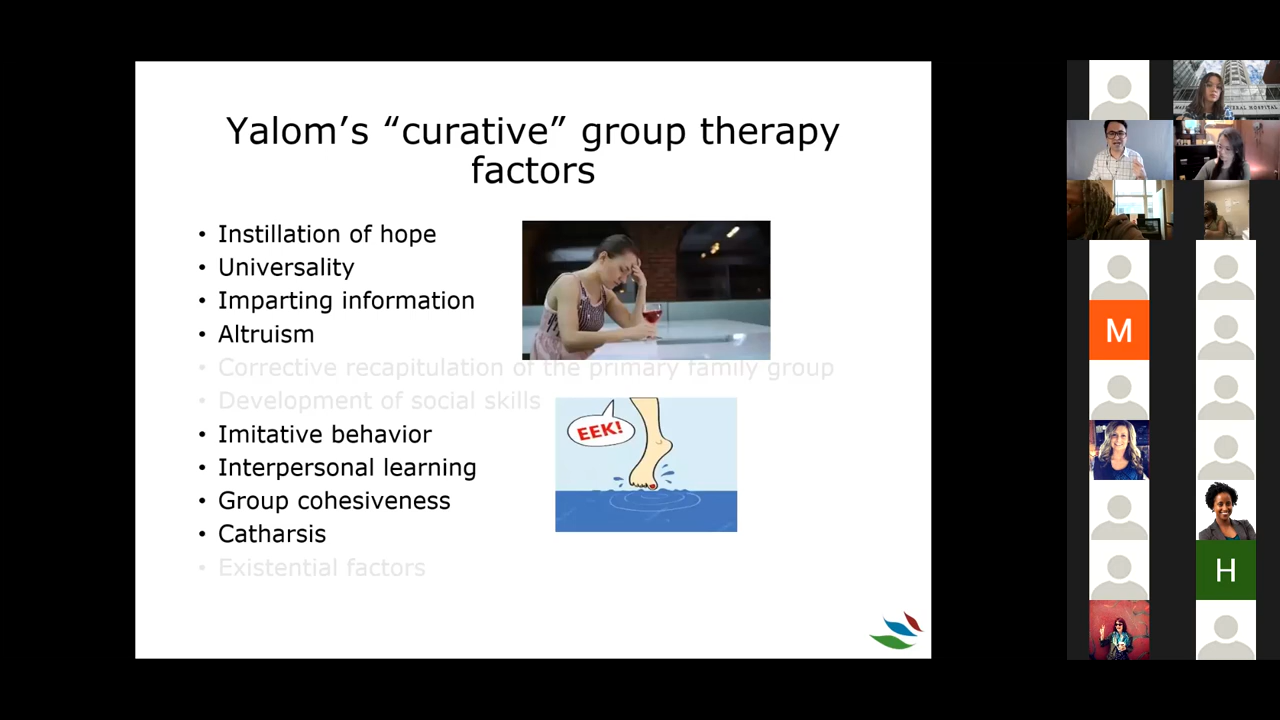 Yalom’s “curative” group therapy
factors
• Instillation of hope
• Universality
• Imparting information
• Altruism
• Corrective recapitulation of the primary family group
• Development of social skills
• Imitative behavior
• Interpersonal learning
• Group cohesiveness
• Catharsis
• Existential factors
EEK!
HOSPITAL
M
H